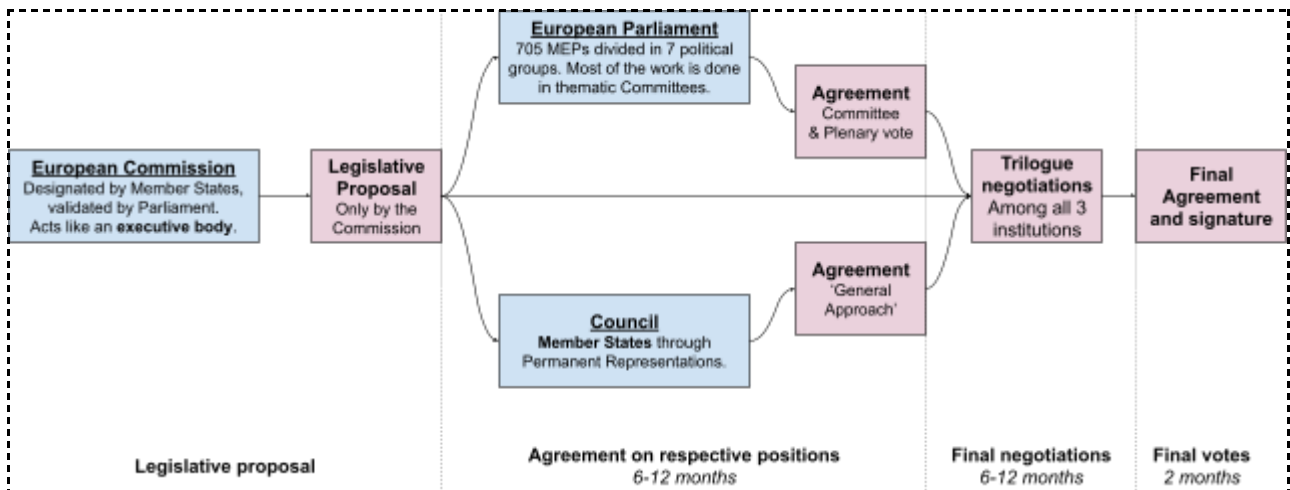 European Commission
Designated by Member States,
validated by Parliament.
Acts like an executive body.
Legislative
Proposal
Only by the
Commission
European Parliament
705 MEPs divided in 7 political
groups. Most of the work is done
in thematic Committees.
Agreement
Committee
& Plenary vote
Council
Member States through
Permanent Representations.
Agreement
'General
Approach'
Trilogue
negotiations
Among all 3
institutions
Final
Agreement
and signature
Legislative proposal
Agreement on respective positions
6-12 months
Final negotiations
6-12 months
Final votes
2 months